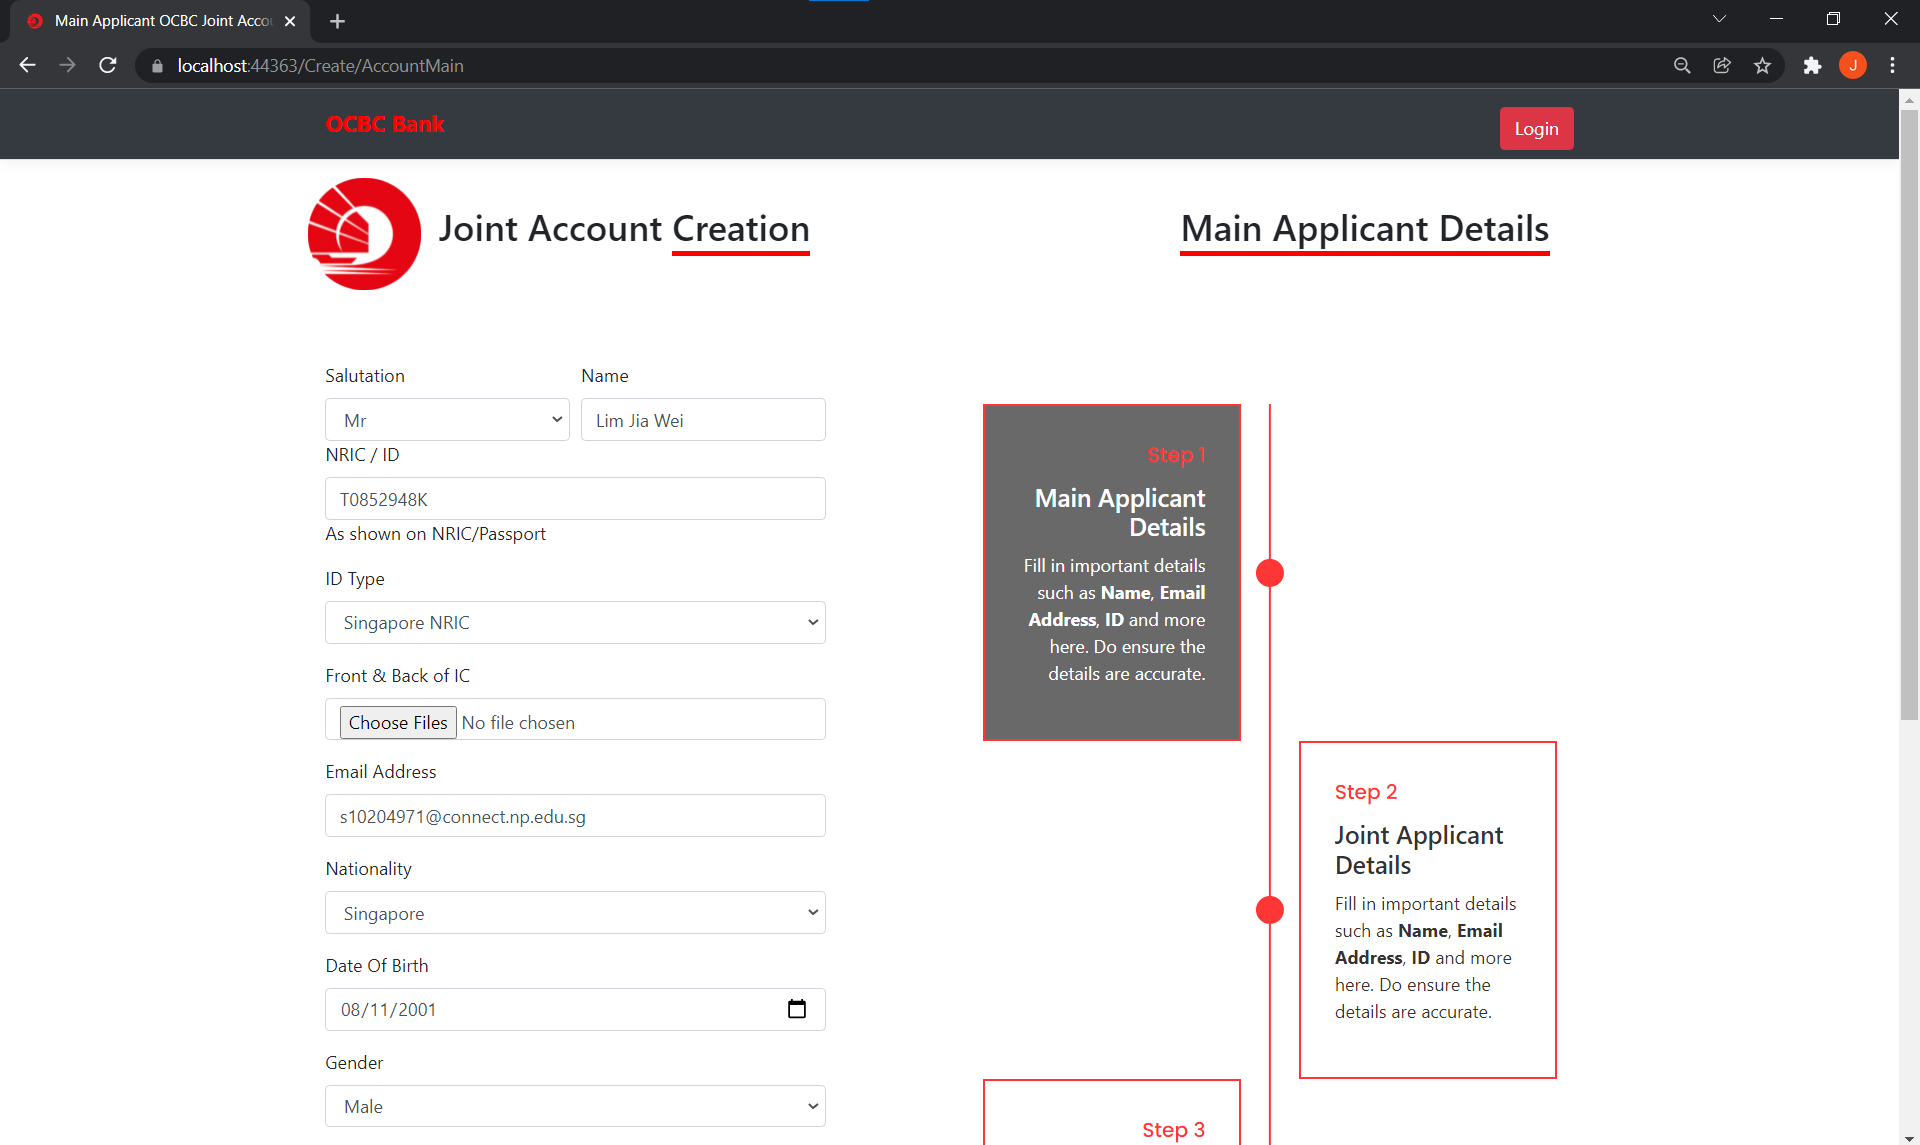 Main Applicant OCBC Joint Acco
localhost:44363/Create/AccountMain
J
OCBC Bank
Login
Joint Account Creation
Main Applicant Details
Salutation
Name
Mr
Lim Jia Wei
NRIC / ID
T0852948K
As shown on NRIC/Passport
ID Type
Singapore NRIC
Front & Back of IC
Choose Files No file chosen
Email Address
s10204971@connect.np.edu.sg
Nationality
Singapore
Date Of Birth
08/11/2001
Gender
Male
Step 1
Main Applicant
Details
Fill in important details
such as Name, Email
Address, ID and more
here. Do ensure the
details are accurate.
Step 2
Joint Applicant
Details
Fill in important details
such as Name, Email
Address, ID and more
here. Do ensure the
details are accurate.
Step 3